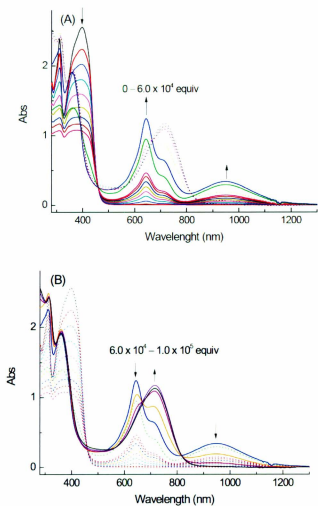 (A)
2
1
0
Abs
0 – 6.0 x 10⁴ equiv
400 600 800 1000 1200
Wavelenght (nm)
(B)
2
1
0
Abs
6.0 x 10⁴ – 1.0 x 10⁵ equiv
400 600 800 1000 1200
Wavelength (nm)